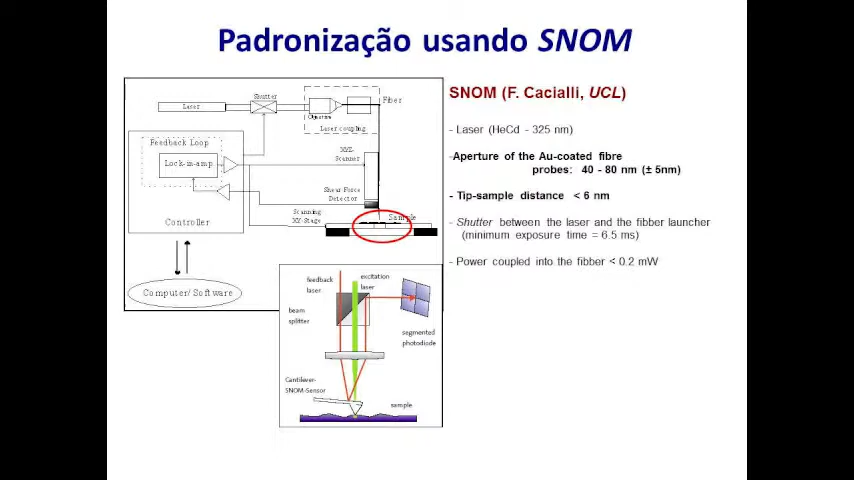 Padronização usando SNOM
Laser
Shutter
Objective
Fiber
Laser coupling
Feedback Loop
Lock-in-amp
XYZ-
Scanner
Shear Force
Detector
Scanning
XY-Stage
Sample
Controller
Computer/Software
SNOM (F. Cacialli, UCL)
- Laser (HeCd - 325 nm)
-Aperture of the Au-coated fibre
probes: 40 - 80 nm (± 5nm)
- Tip-sample distance < 6 nm
- Shutter between the laser and the fibber launcher
(minimum exposure time = 6.5 ms)
- Power coupled into the fibber < 0.2 mW
feedback
laser
excitation
laser
beam
splitter
segmented
photodiode
Cantilever-
SNOM-Sensor
sample